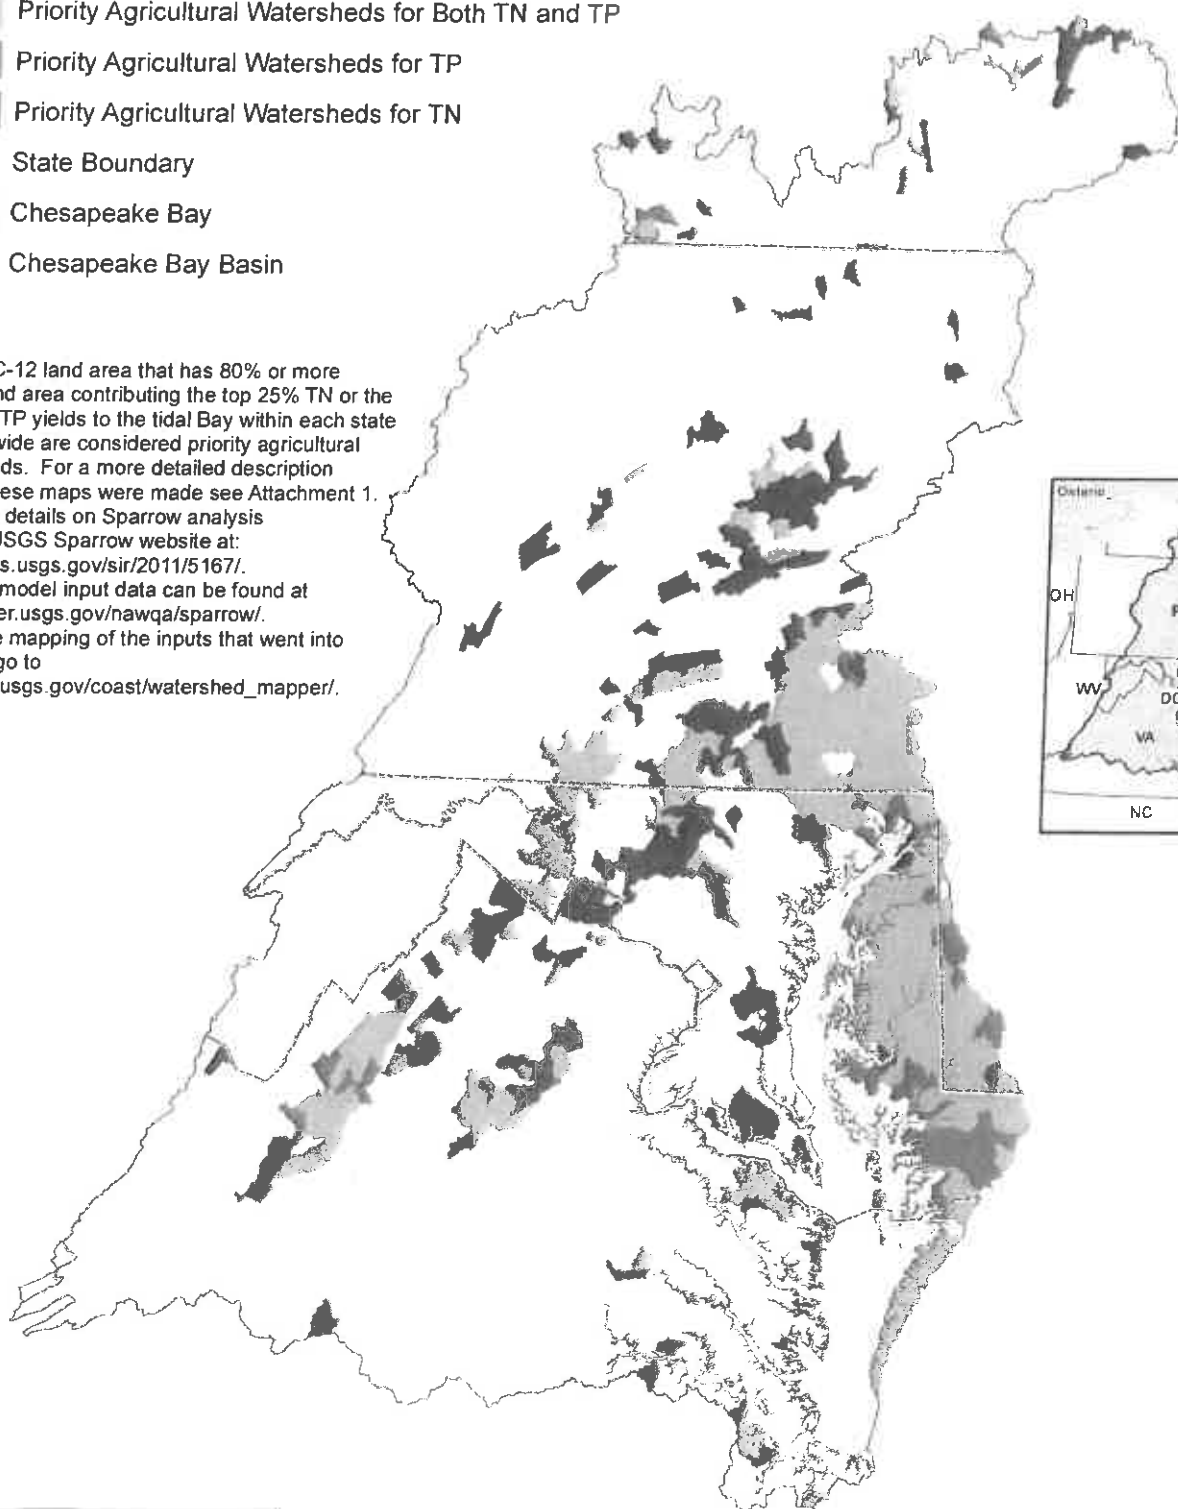 Priority Agricultural Watersheds for Both TN and TP
Priority Agricultural Watersheds for TP
Priority Agricultural Watersheds for TN
State Boundary
Chesapeake Bay
Chesapeake Bay Basin
C-12 land area that has 80% or more
nd area contributing the top 25% TN or the
TP yields to the tidal Bay within each state
wide are considered priority agricultural
ds. For a more detailed description
ese maps were made see Attachment 1.
details on Sparrow analysis
USGS Sparrow website at:
s.usgs.gov/sir/2011/5167/.
model input data can be found at
er.usgs.gov/nawqa/sparrow/.
e mapping of the inputs that went into
go to
usgs.gov/coast/watershed_mapper/.
Ontario
OH
P
WV
DC
VA
NC